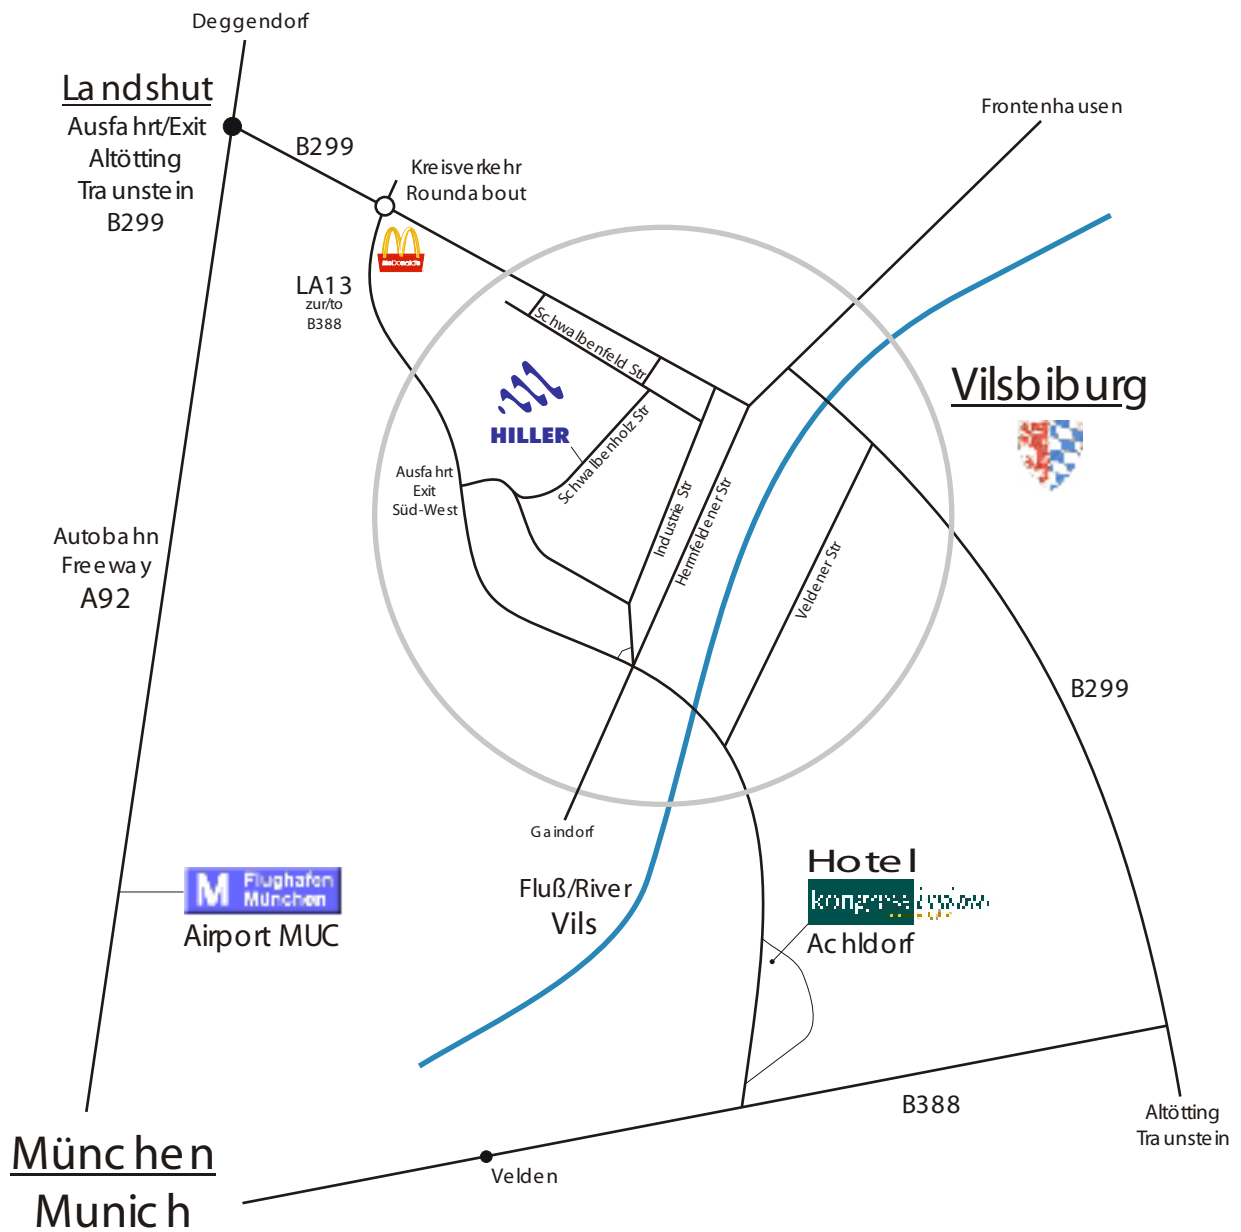 Deggendorf
Landshut
Ausfahrt/Exit
Altötting
Traunstein
B299
B299
Kreisverkehr
Roundabout
Frontenhausen
McDonald's
LA13
zur/to
B388
Schwalbenfeld Str
HILLER
Schwalbenholz Str
Vilsbiburg
Ausfahrt
Exit
Süd-West
Industrie Str
Herrnfeldener Str
Veldener Str
Autobahn
Freeway
A92
B299
Gaindorf
M Flughafen
München
Airport MUC
Fluß/River
Vils
Hotel
Achldorf
B388
Altötting
Traunstein
Velden
München
Munich